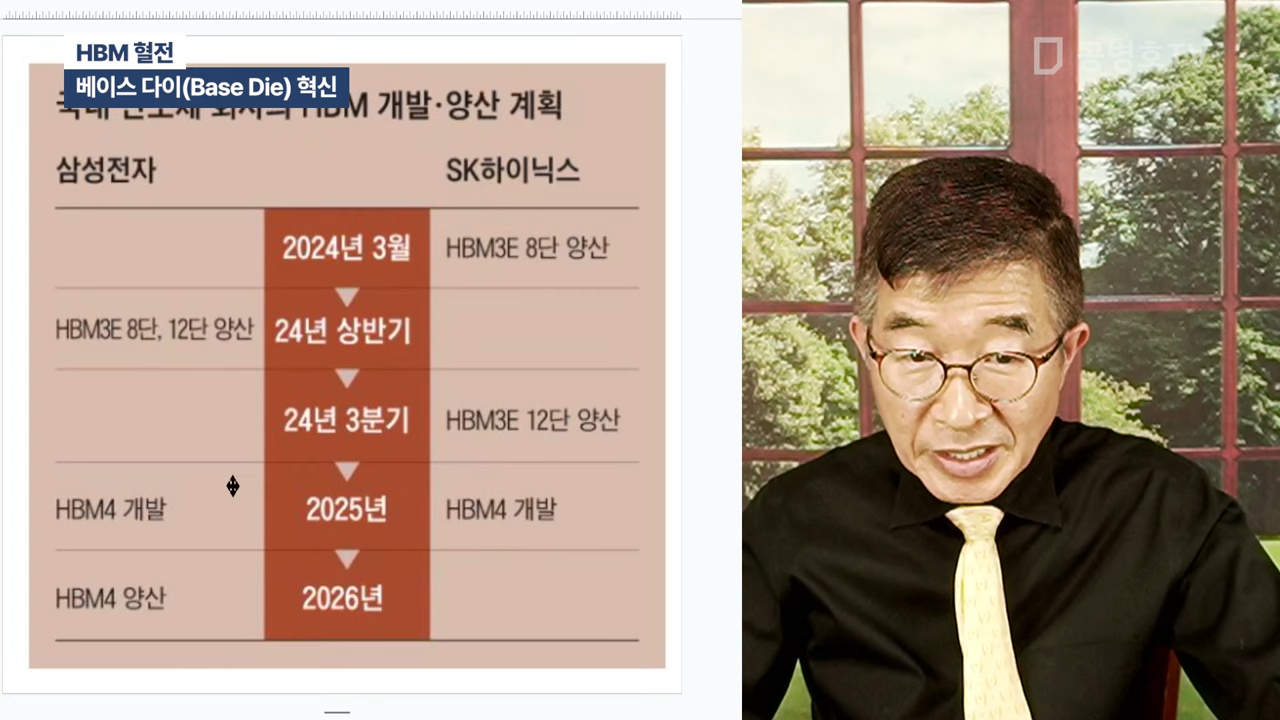 HBM 혈전
베이스 다이(Base Die) 혁신
HBM 개발·양산 계획
삼성전자
SK하이닉스
2024년 3월
HBM3E 8단 양산
HBM3E 8단, 12단 양산
24년 상반기
24년 3분기
HBM3E 12단 양산
HBM4 개발
2025년
HBM4 개발
HBM4 양산
2026년